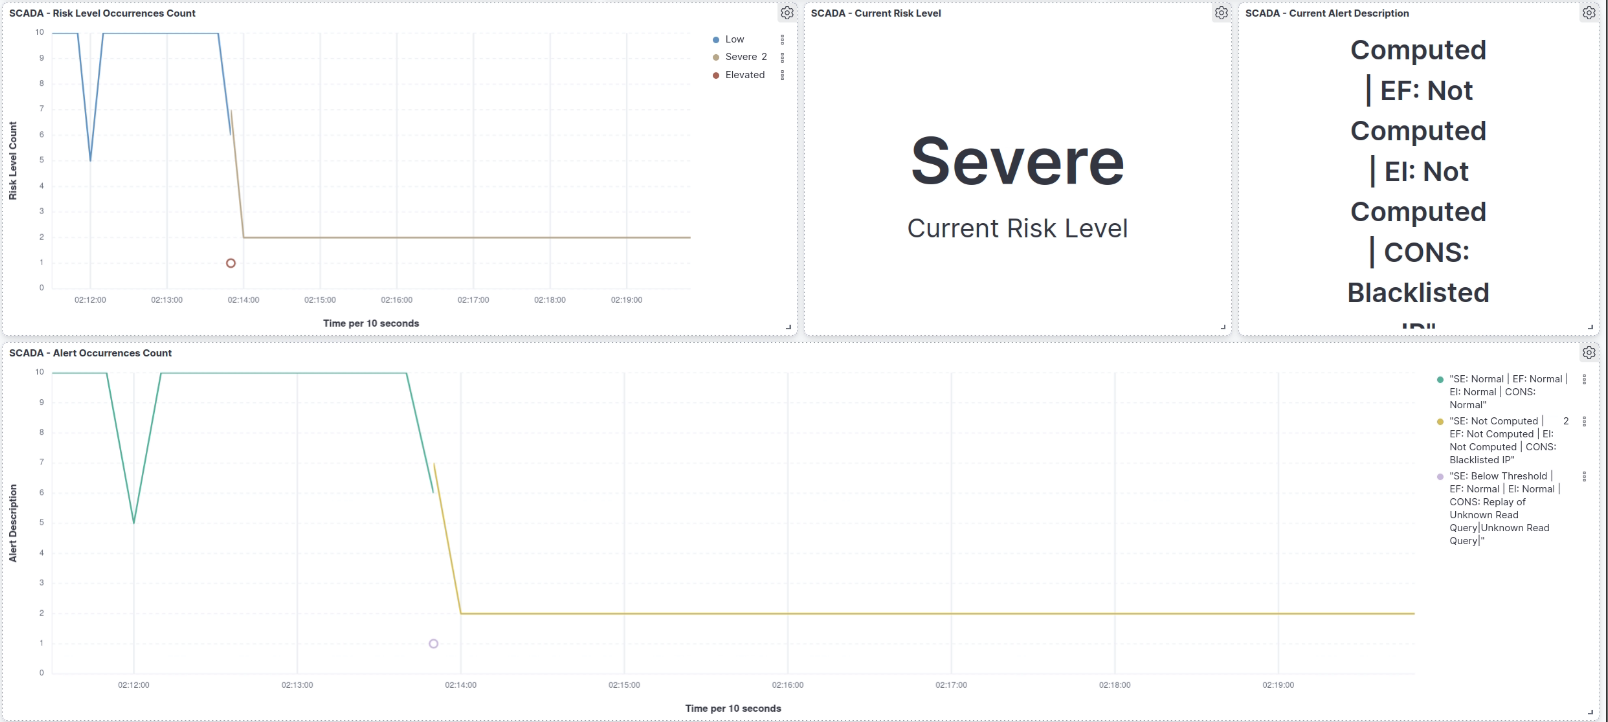 SCADA - Risk Level Occurrences Count
10
9
8
7
6
5
4
3
2
1
0
Risk Level Count
02:12:00 02:13:00 02:14:00 02:15:00 02:16:00 02:17:00 02:18:00 02:19:00
Time per 10 seconds
Low
Severe 2
Elevated
SCADA - Current Risk Level
Severe
Current Risk Level
SCADA - Current Alert Description
Computed
| EF: Not
Computed
| EI: Not
Computed
| CONS:
Blacklisted
IP"
SCADA - Alert Occurrences Count
10
9
8
7
6
5
4
3
2
1
0
Alert Description
02:12:00 02:13:00 02:14:00 02:15:00 02:16:00 02:17:00 02:18:00 02:19:00
Time per 10 seconds
"SE: Normal | EF: Normal |
EI: Normal | CONS:
Normal"
"SE: Not Computed | 2
EF: Not Computed | EI:
Not Computed | CONS:
Blacklisted IP"
"SE: Below Threshold |
EF: Normal | EI: Normal |
CONS: Replay of
Unknown Read
Query|Unknown Read
Query|"